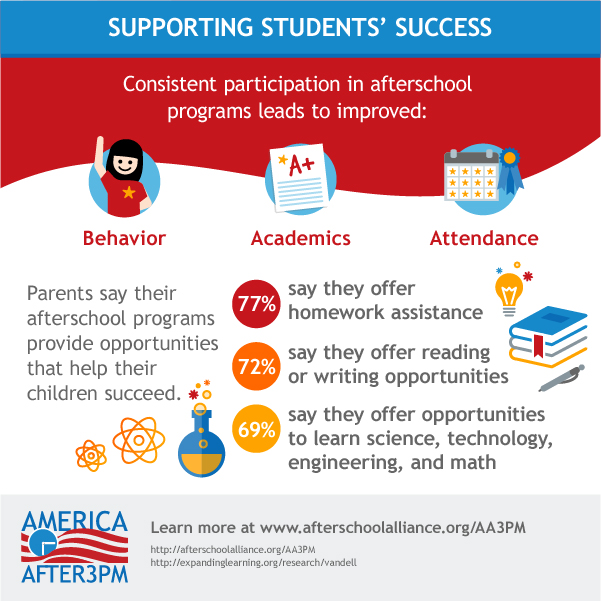 SUPPORTING STUDENTS’ SUCCESS
Consistent participation in afterschool
programs leads to improved:
A+
Behavior
Academics
Attendance
Parents say their
afterschool programs
provide opportunities
that help their
children succeed.
77%
say they offer
homework assistance
72%
say they offer reading
or writing opportunities
69%
say they offer opportunities
to learn science, technology,
engineering, and math
AMERICA
AFTER3PM
Learn more at www.afterschoolalliance.org/AA3PM
http://afterschoolalliance.org/AA3PM
http://expandinglearning.org/research/vandell